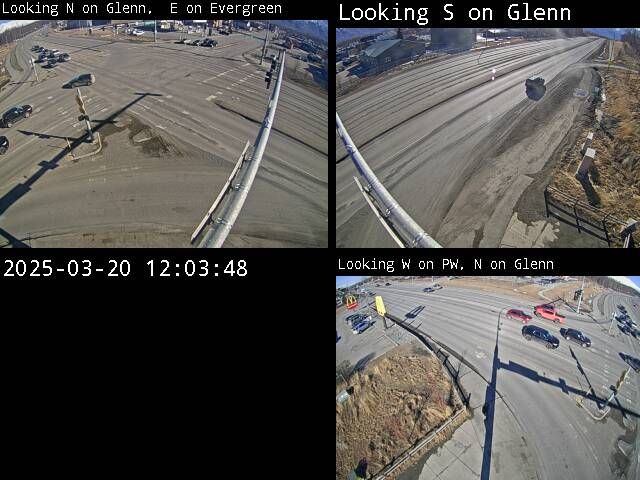 Looking N on Glenn,  E on Evergreen
Looking S on Glenn
2025-03-20 12:03:48
Looking W on PW, N on Glenn